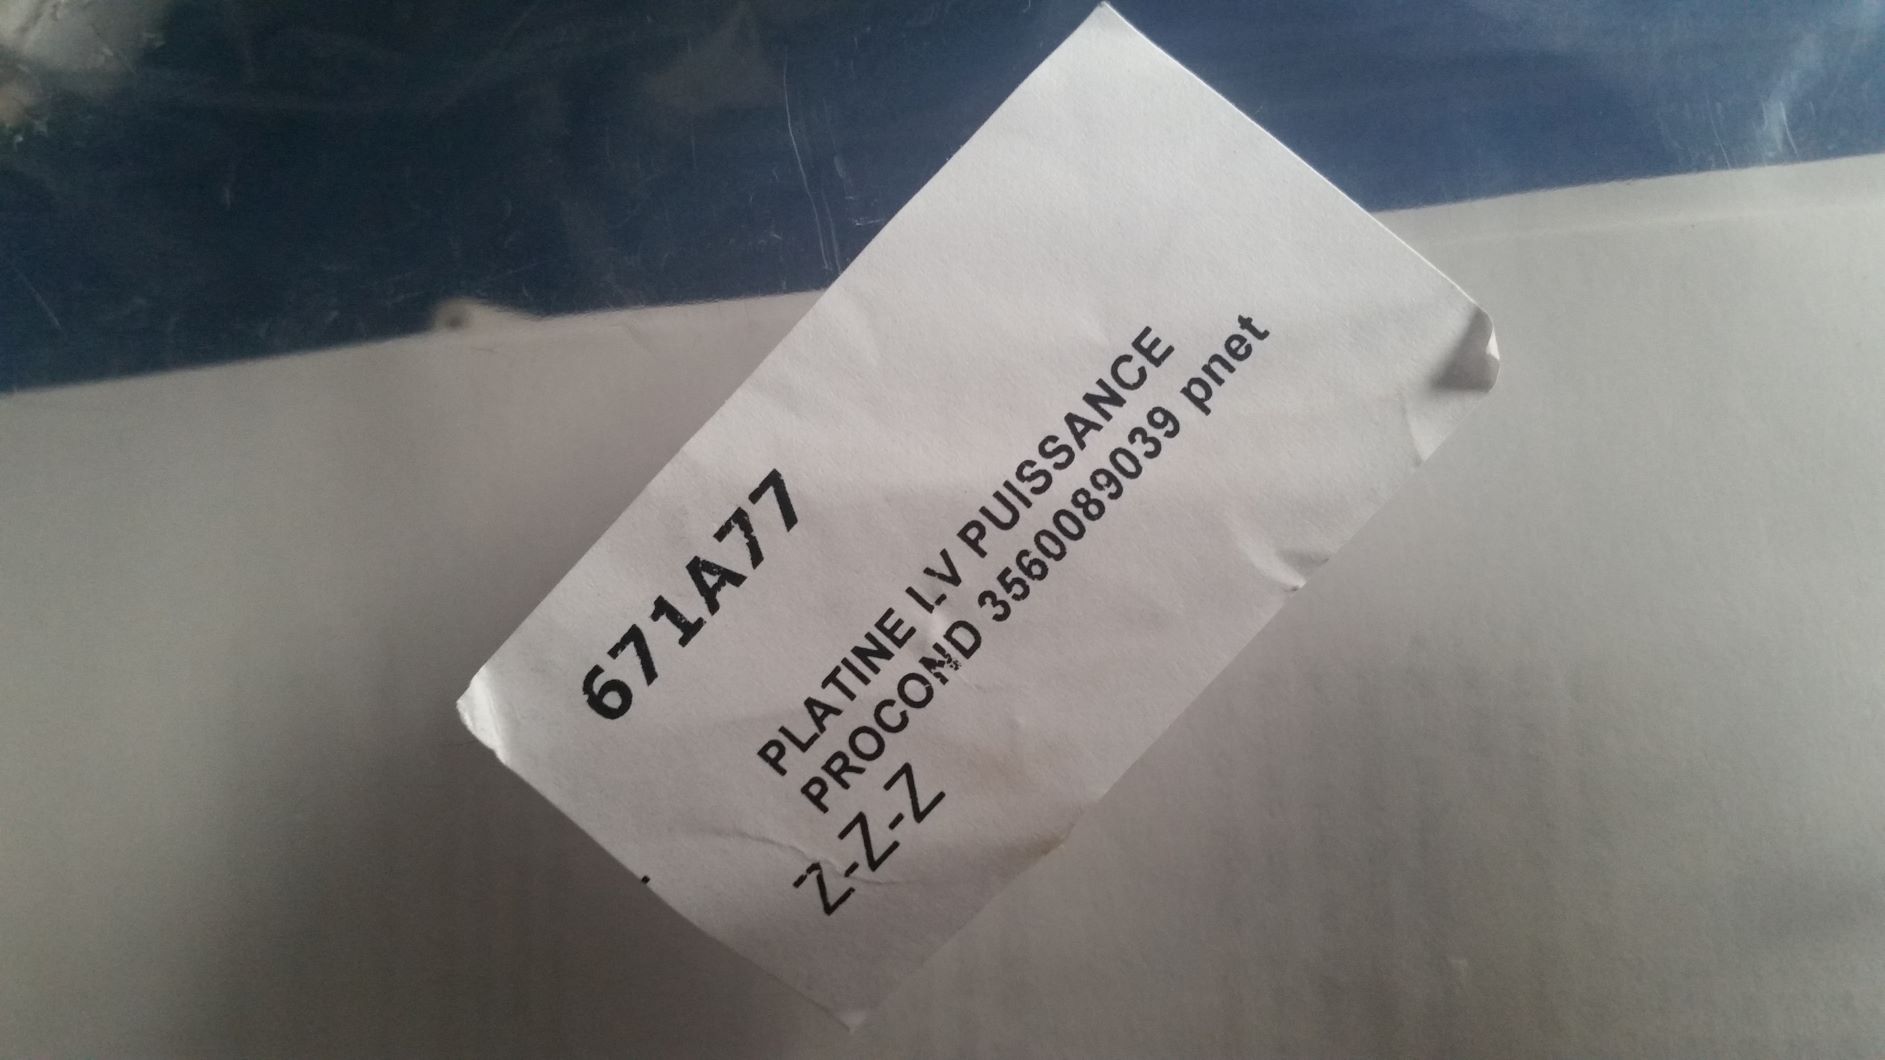 671A77
PLATINE LV PUISSANCE
PROCOND 3560089039 pnet
Z-Z-Z